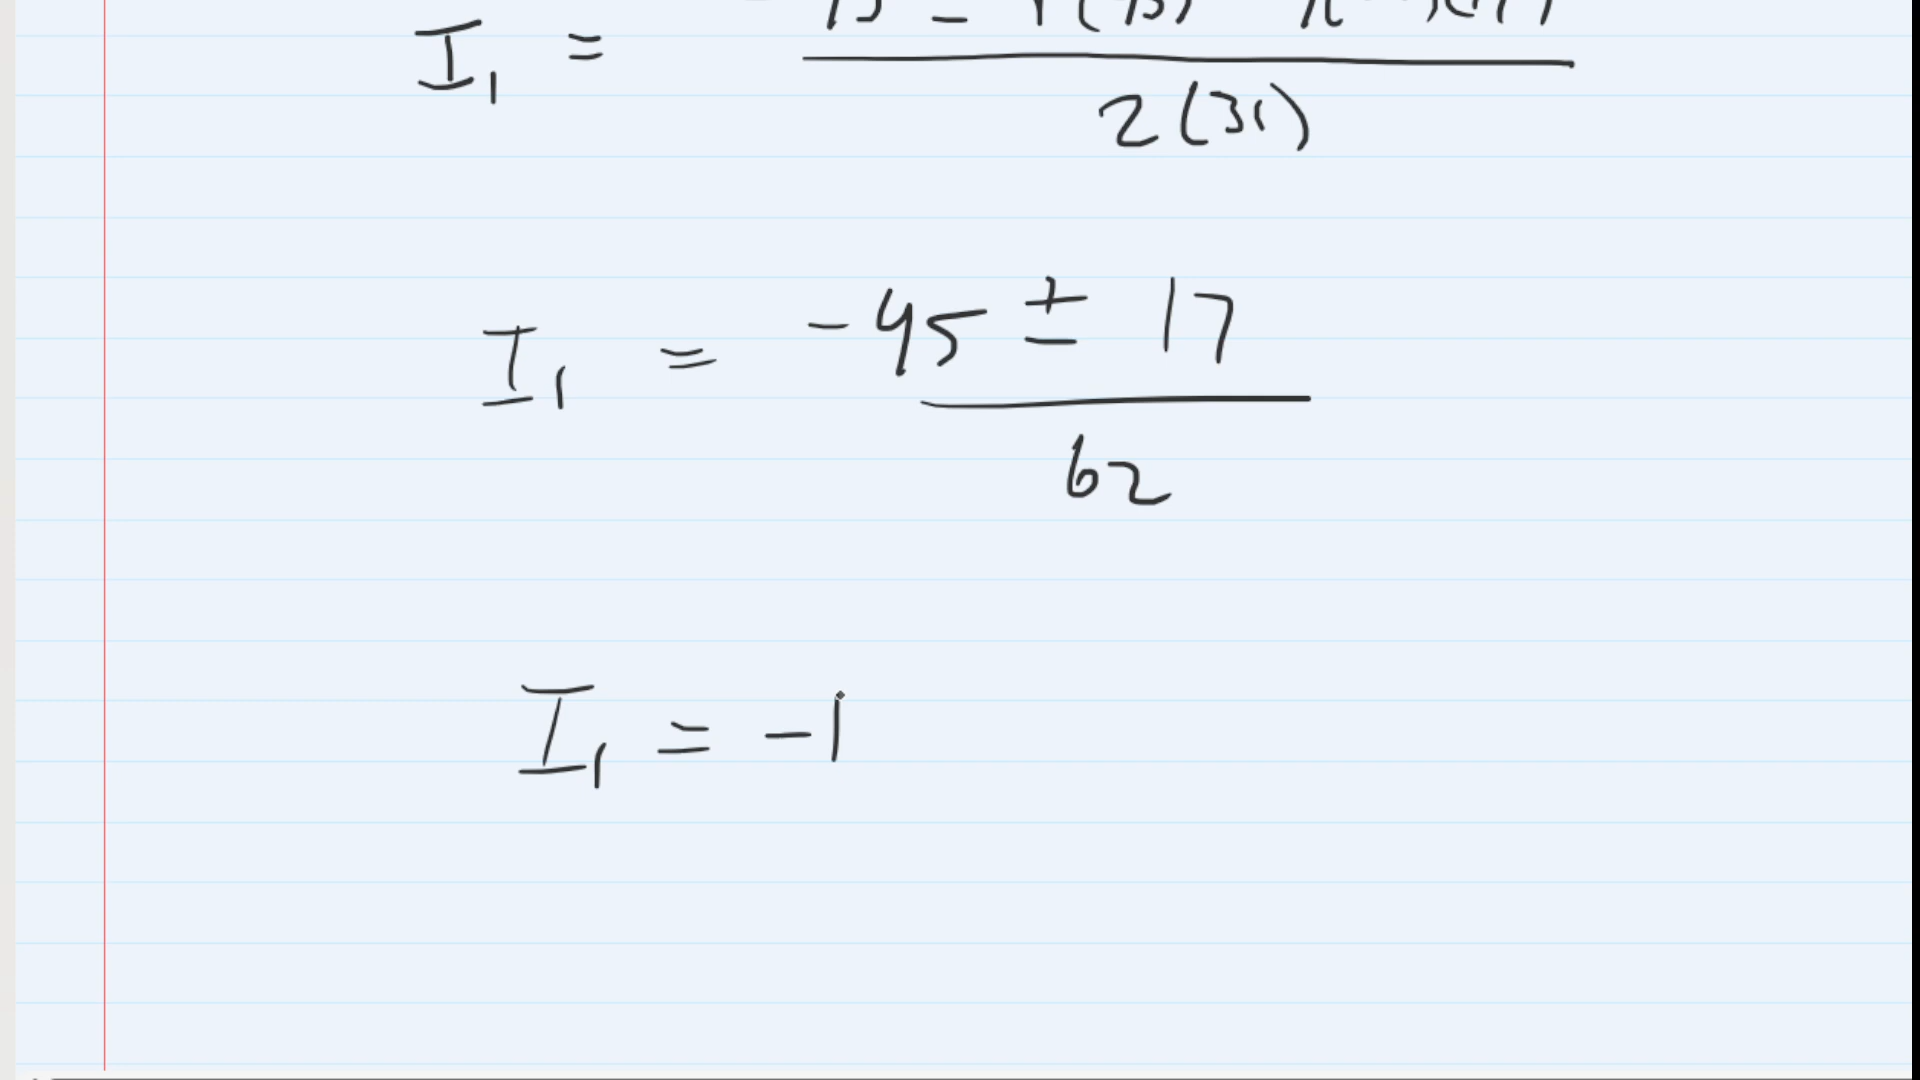 I₁ =
2(31)
I₁ = -45 ± 17
62
I₁ = -1